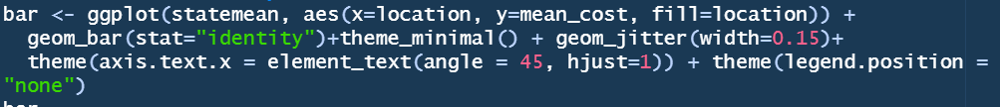 bar <- ggplot(statemean, aes(x=location, y=mean_cost, fill=location)) +
  geom_bar(stat="identity")+theme_minimal() + geom_jitter(width=0.15)+
  theme(axis.text.x = element_text(angle = 45, hjust=1)) + theme(legend.position =
"none")
bar